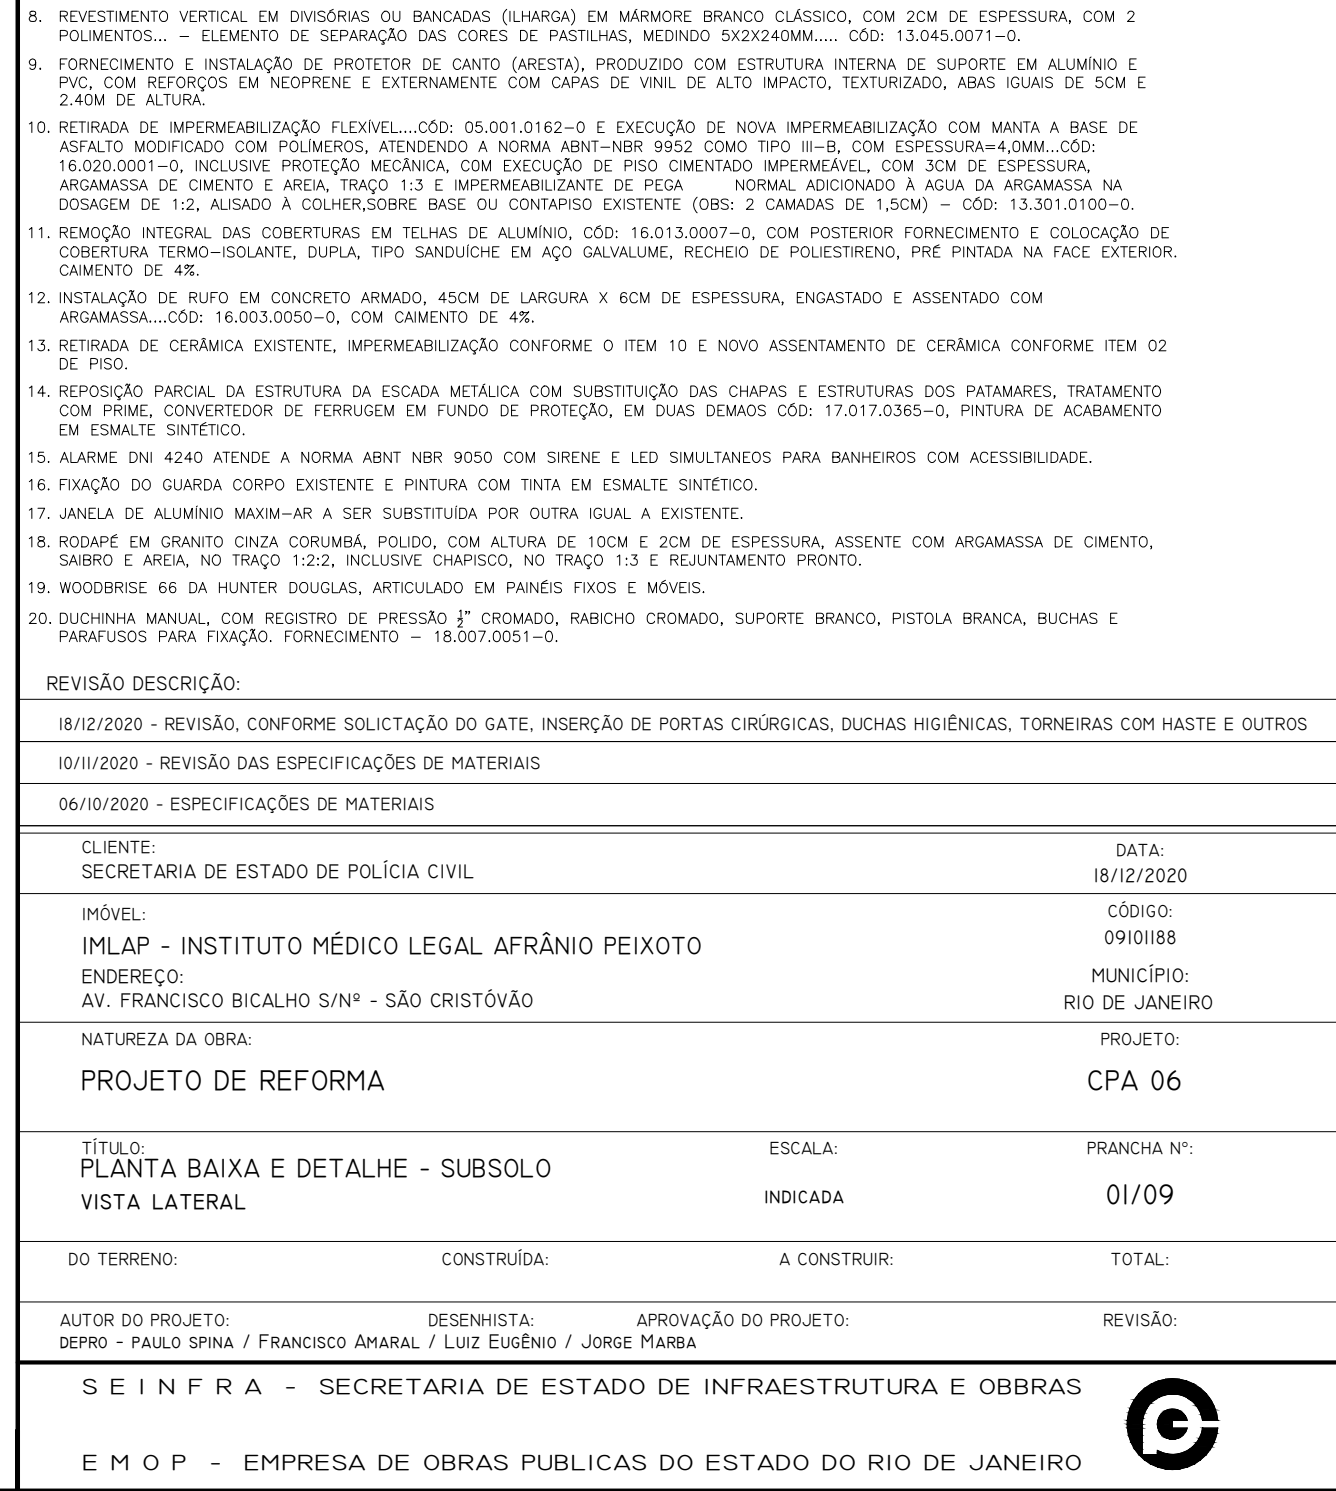 8. REVESTIMENTO VERTICAL EM DIVISÓRIAS OU BANCADAS (ILHARGA) EM MÁRMORE BRANCO CLÁSSICO, COM 2CM DE ESPESSURA, COM 2
POLIMENTOS... – ELEMENTO DE SEPARAÇÃO DAS CORES DE PASTILHAS, MEDINDO 5X2X240MM..... CÓD: 13.045.0071–0.
9. FORNECIMENTO E INSTALAÇÃO DE PROTETOR DE CANTO (ARESTA), PRODUZIDO COM ESTRUTURA INTERNA DE SUPORTE EM ALUMÍNIO E
PVC, COM REFORÇOS EM NEOPRENE E EXTERNAMENTE COM CAPAS DE VINIL DE ALTO IMPACTO, TEXTURIZADO, ABAS IGUAIS DE 5CM E
2.40M DE ALTURA.
10. RETIRADA DE IMPERMEABILIZAÇÃO FLEXÍVEL....CÓD: 05.001.0162–0 E EXECUÇÃO DE NOVA IMPERMEABILIZAÇÃO COM MANTA A BASE DE
ASFALTO MODIFICADO COM POLÍMEROS, ATENDENDO A NORMA ABNT–NBR 9952 COMO TIPO III–B, COM ESPESSURA=4,0MM...CÓD:
16.020.0001–0, INCLUSIVE PROTEÇÃO MECÂNICA, COM EXECUÇÃO DE PISO CIMENTADO IMPERMEÁVEL, COM 3CM DE ESPESSURA,
ARGAMASSA DE CIMENTO E AREIA, TRAÇO 1:3 E IMPERMEABILIZANTE DE PEGA NORMAL ADICIONADO À AGUA DA ARGAMASSA NA
DOSAGEM DE 1:2, ALISADO À COLHER,SOBRE BASE OU CONTAPISO EXISTENTE (OBS: 2 CAMADAS DE 1,5CM) – CÓD: 13.301.0100–0.
11. REMOÇÃO INTEGRAL DAS COBERTURAS EM TELHAS DE ALUMÍNIO, CÓD: 16.013.0007–0, COM POSTERIOR FORNECIMENTO E COLOCAÇÃO DE
COBERTURA TERMO–ISOLANTE, DUPLA, TIPO SANDUÍCHE EM AÇO GALVALUME, RECHEIO DE POLIESTIRENO, PRÉ PINTADA NA FACE EXTERIOR.
CAIMENTO DE 4%.
12. INSTALAÇÃO DE RUFO EM CONCRETO ARMADO, 45CM DE LARGURA X 6CM DE ESPESSURA, ENGASTADO E ASSENTADO COM
ARGAMASSA....CÓD: 16.003.0050–0, COM CAIMENTO DE 4%.
13. RETIRADA DE CERÂMICA EXISTENTE, IMPERMEABILIZAÇÃO CONFORME O ITEM 10 E NOVO ASSENTAMENTO DE CERÂMICA CONFORME ITEM 02
DE PISO.
14. REPOSIÇÃO PARCIAL DA ESTRUTURA DA ESCADA METÁLICA COM SUBSTITUIÇÃO DAS CHAPAS E ESTRUTURAS DOS PATAMARES, TRATAMENTO
COM PRIME, CONVERTEDOR DE FERRUGEM EM FUNDO DE PROTEÇÃO, EM DUAS DEMAOS CÓD: 17.017.0365–0, PINTURA DE ACABAMENTO
EM ESMALTE SINTÉTICO.
15. ALARME DNI 4240 ATENDE A NORMA ABNT NBR 9050 COM SIRENE E LED SIMULTANEOS PARA BANHEIROS COM ACESSIBILIDADE.
16. FIXAÇÃO DO GUARDA CORPO EXISTENTE E PINTURA COM TINTA EM ESMALTE SINTÉTICO.
17. JANELA DE ALUMÍNIO MAXIM–AR A SER SUBSTITUÍDA POR OUTRA IGUAL A EXISTENTE.
18. RODAPÉ EM GRANITO CINZA CORUMBÁ, POLIDO, COM ALTURA DE 10CM E 2CM DE ESPESSURA, ASSENTE COM ARGAMASSA DE CIMENTO,
SAIBRO E AREIA, NO TRAÇO 1:2:2, INCLUSIVE CHAPISCO, NO TRAÇO 1:3 E REJUNTAMENTO PRONTO.
19. WOODBRISE 66 DA HUNTER DOUGLAS, ARTICULADO EM PAINÉIS FIXOS E MÓVEIS.
20. DUCHINHA MANUAL, COM REGISTRO DE PRESSÃO ½" CROMADO, RABICHO CROMADO, SUPORTE BRANCO, PISTOLA BRANCA, BUCHAS E
PARAFUSOS PARA FIXAÇÃO. FORNECIMENTO – 18.007.0051–0.
REVISÃO DESCRIÇÃO:
18/12/2020 - REVISÃO, CONFORME SOLICTAÇÃO DO GATE, INSERÇÃO DE PORTAS CIRÚRGICAS, DUCHAS HIGIÊNICAS, TORNEIRAS COM HASTE E OUTROS
10/11/2020 - REVISÃO DAS ESPECIFICAÇÕES DE MATERIAIS
06/10/2020 - ESPECIFICAÇÕES DE MATERIAIS
CLIENTE: DATA:
SECRETARIA DE ESTADO DE POLÍCIA CIVIL 18/12/2020
IMÓVEL: CÓDIGO:
IMLAP - INSTITUTO MÉDICO LEGAL AFRÂNIO PEIXOTO 09101188
ENDEREÇO: MUNICÍPIO:
AV. FRANCISCO BICALHO S/Nº - SÃO CRISTÓVÃO RIO DE JANEIRO
NATUREZA DA OBRA: PROJETO:
PROJETO DE REFORMA CPA 06
TÍTULO: ESCALA: PRANCHA Nº:
PLANTA BAIXA E DETALHE - SUBSOLO
VISTA LATERAL INDICADA 01/09
DO TERRENO: CONSTRUÍDA: A CONSTRUIR: TOTAL:
AUTOR DO PROJETO: DESENHISTA: APROVAÇÃO DO PROJETO: REVISÃO:
DEPRO - PAULO SPINA / FRANCISCO AMARAL / LUIZ EUGÊNIO / JORGE MARBA
S E I N F R A - SECRETARIA DE ESTADO DE INFRAESTRUTURA E OBBRAS
E M O P - EMPRESA DE OBRAS PUBLICAS DO ESTADO DO RIO DE JANEIRO